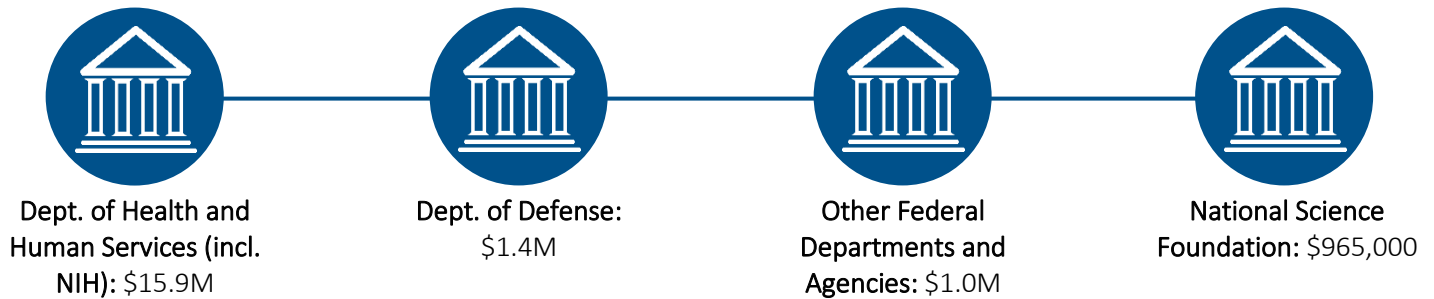 Dept. of Health and
Human Services (incl.
NIH): $15.9M
Dept. of Defense:
$1.4M
Other Federal
Departments and
Agencies: $1.0M
National Science
Foundation: $965,000